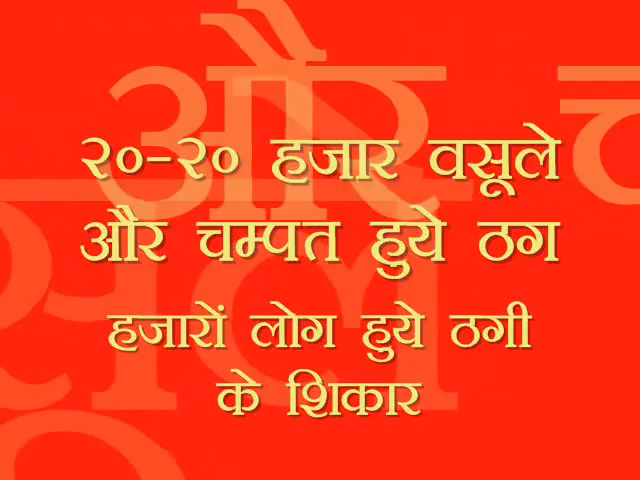 २०-२० हजार वसूले
और चम्पत हुये ठग
हजारों लोग हुये ठगी
के शिकार